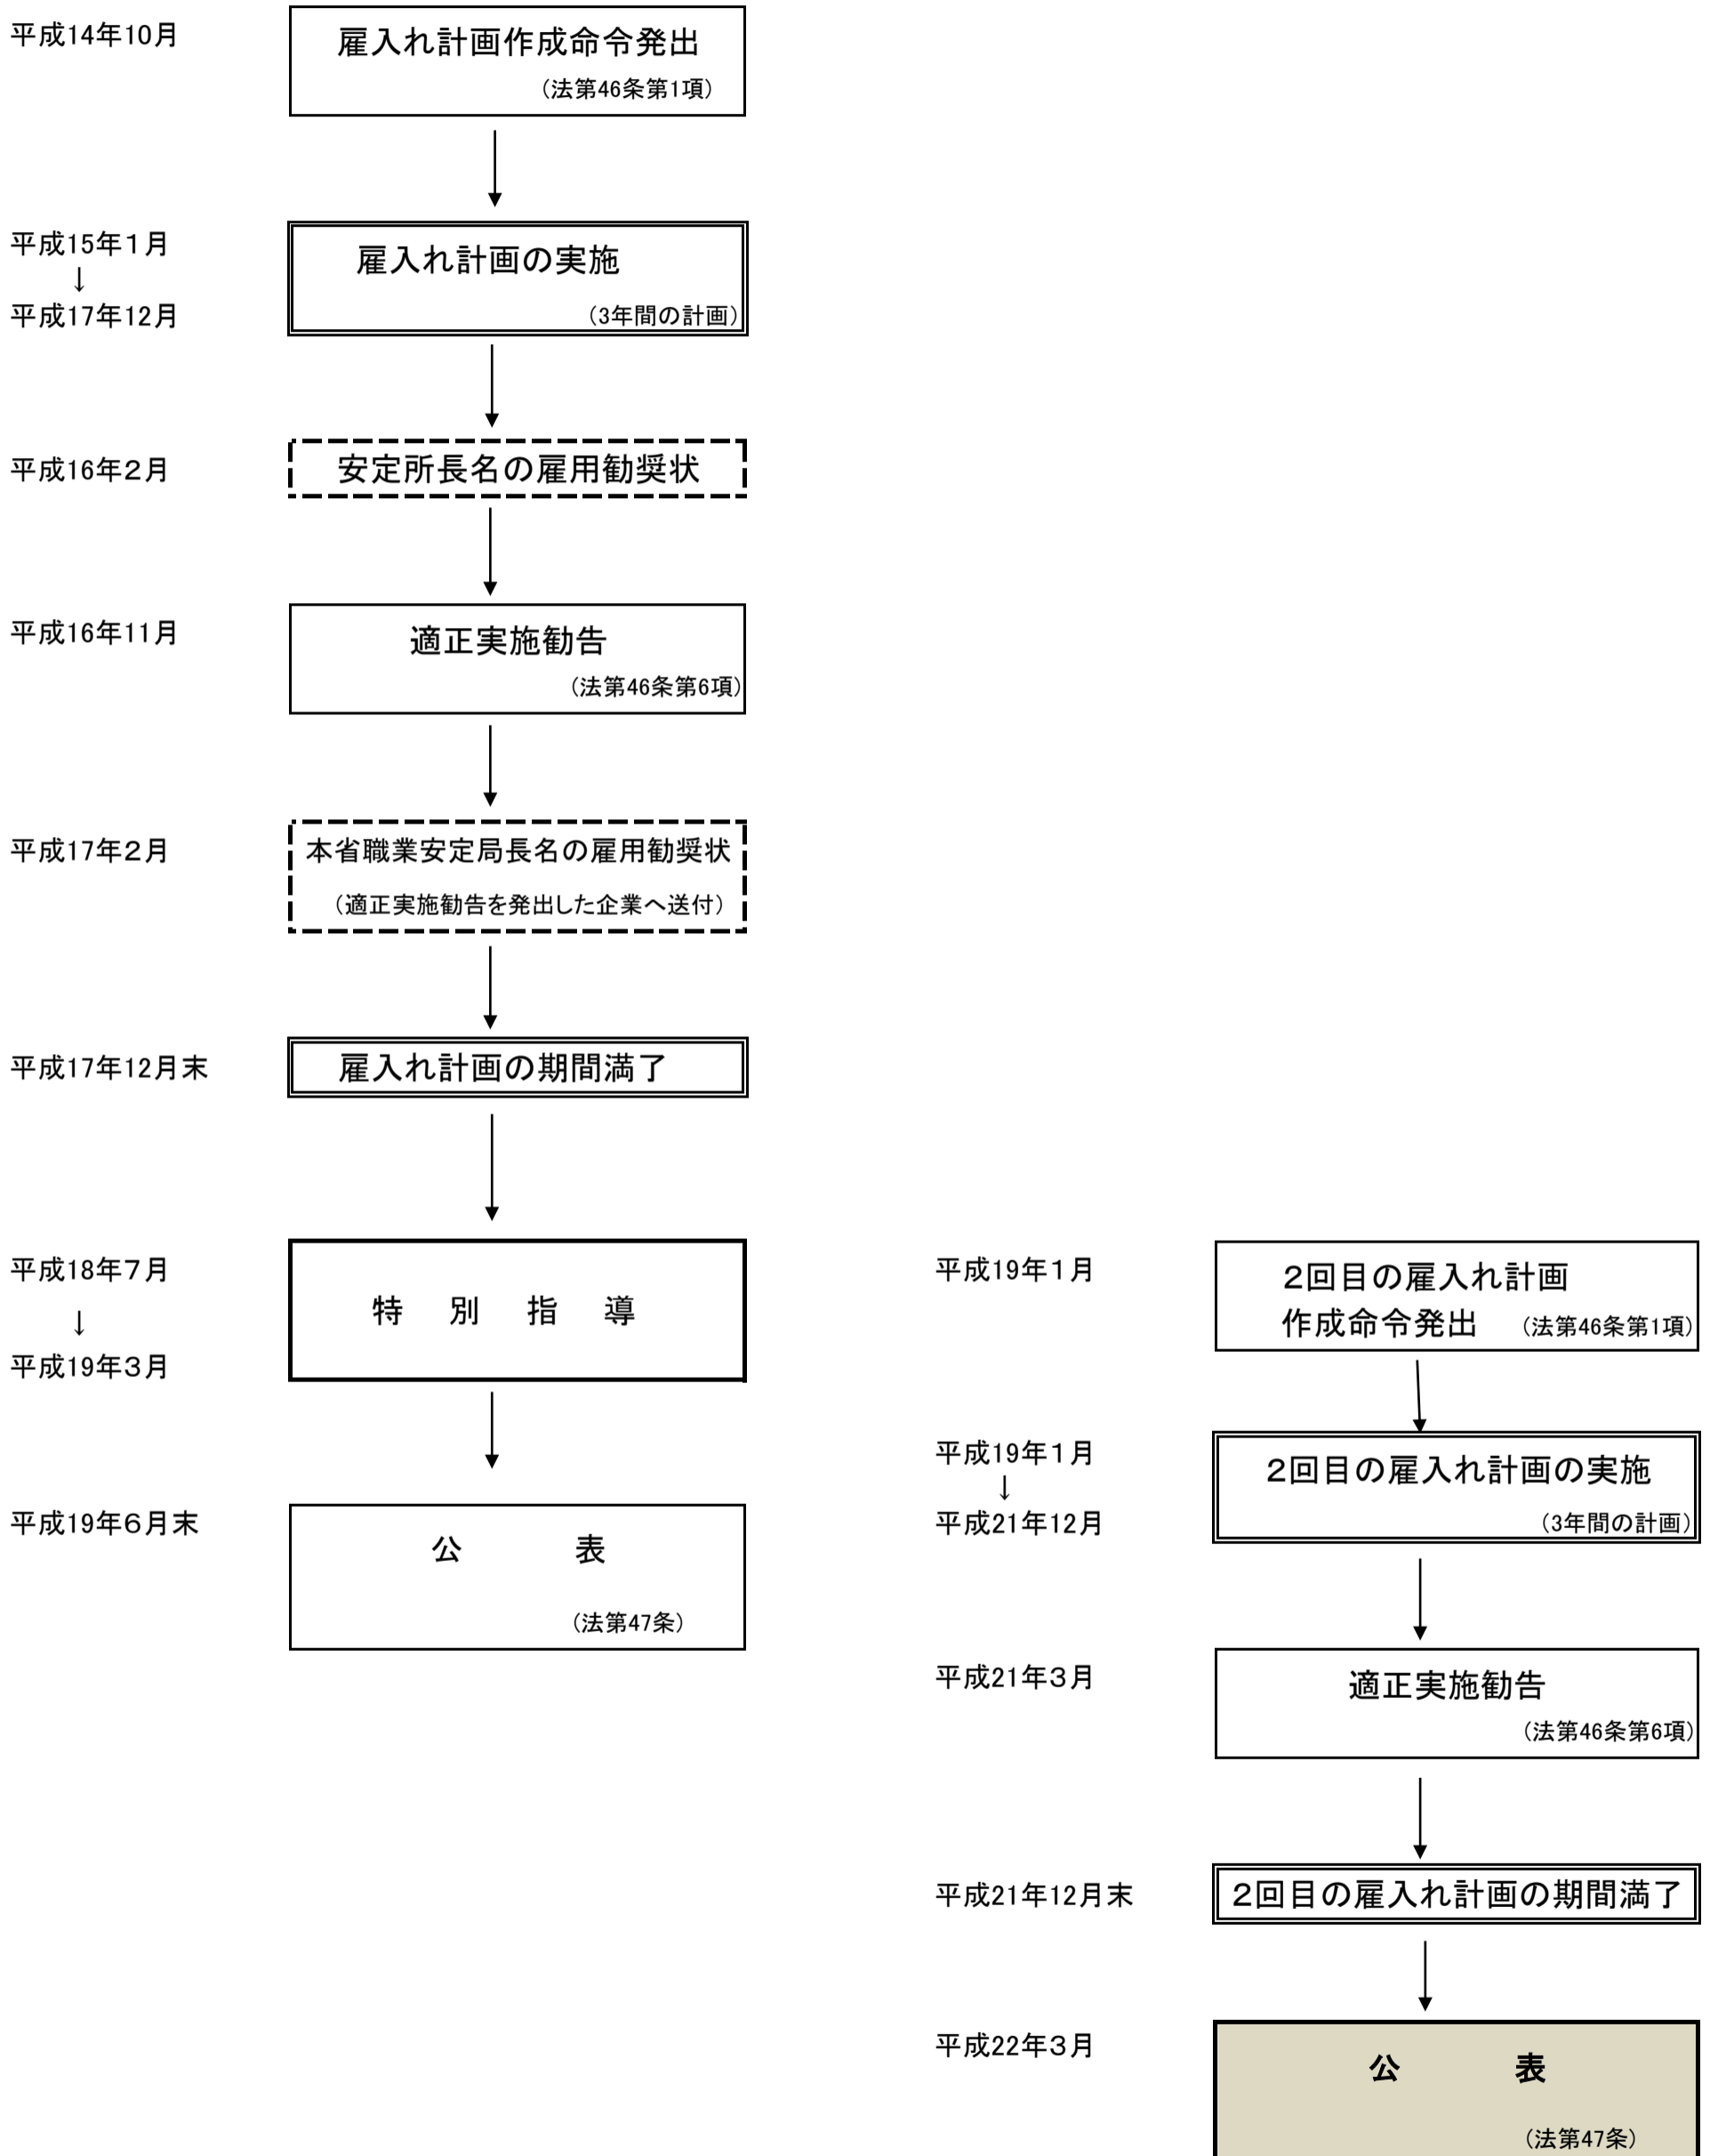 平成14年10月
雇入れ計画作成命令発出
（法第46条第1項）
平成15年1月
↓
平成17年12月
雇入れ計画の実施
（3年間の計画）
平成16年2月
安定所長名の雇用勧奨状
平成16年11月
適正実施勧告
（法第46条第6項）
平成17年2月
本省職業安定局長名の雇用勧奨状
（適正実施勧告を発出した企業へ送付）
平成17年12月末
雇入れ計画の期間満了
平成18年7月
↓
平成19年3月
特　別　指　導
平成19年6月末
公　　　表
（法第47条）
平成19年1月
2回目の雇入れ計画
作成命令発出　（法第46条第1項）
平成19年1月
↓
平成21年12月
2回目の雇入れ計画の実施
（3年間の計画）
平成21年3月
適正実施勧告
（法第46条第6項）
平成21年12月末
2回目の雇入れ計画の期間満了
平成22年3月
公　　　表
（法第47条）